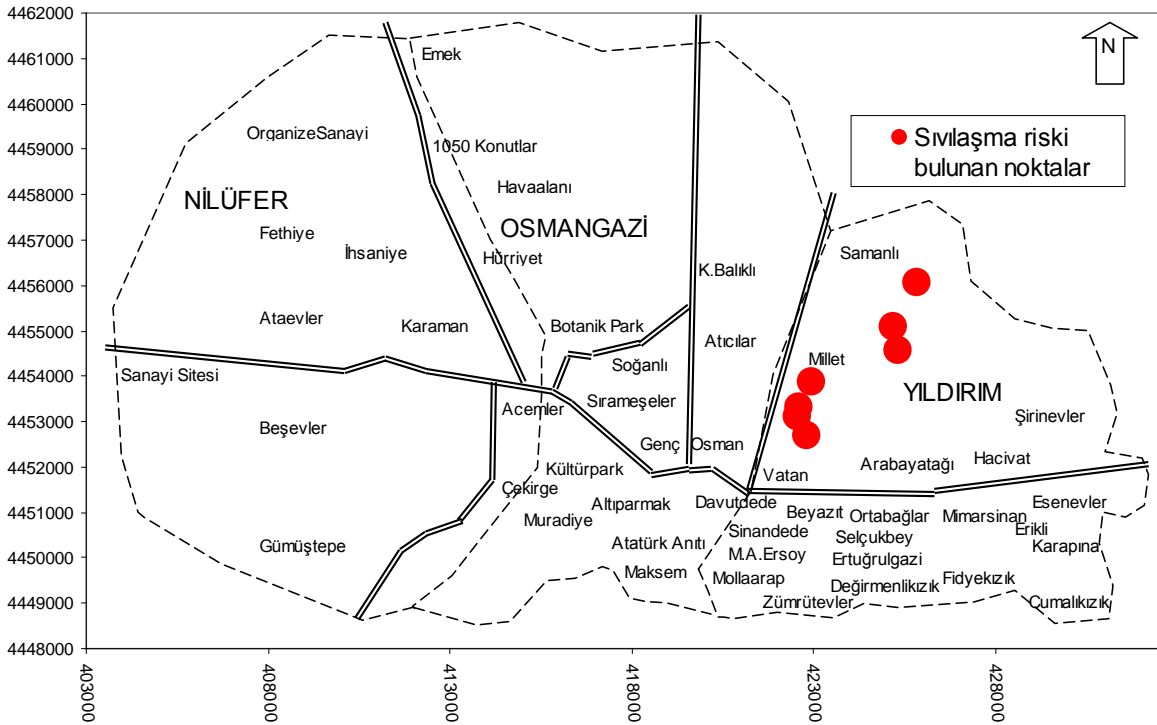 4462000
4461000
4460000
4459000
4458000
4457000
4456000
4455000
4454000
4453000
4452000
4451000
4450000
4449000
4448000
N
Sıvılaşma riski
bulunan noktalar
Emek
OrganizeSanayi
1050 Konutlar
Havaalanı
NİLÜFER
OSMANGAZİ
Fethiye
İhsaniye
Hürriyet
Samanlı
K.Balıklı
Ataevler
Karaman
Botanik Park
Atıcılar
Soğanlı
Millet
Sanayi Sitesi
YILDIRIM
Acemler
Sırameşeler
Şirinevler
Beşevler
Genç Osman
Kültürpark
Vatan
Arabayatağı
Hacivat
Çekirge
Altıparmak
Davutdede
Esenevler
Muradiye
Beyazıt
Ortabağlar
Mimarsinan
Sinandede
Selçukbey
Erikli
Gümüştepe
Atatürk Anıtı
M.A.Ersoy
Ertuğrulgazi
Karapına
Maksem
Mollaarap
Değirmenlikızık
Fidyekızık
Zümrütevler
Cumalıkızık
403000
408000
413000
418000
423000
428000